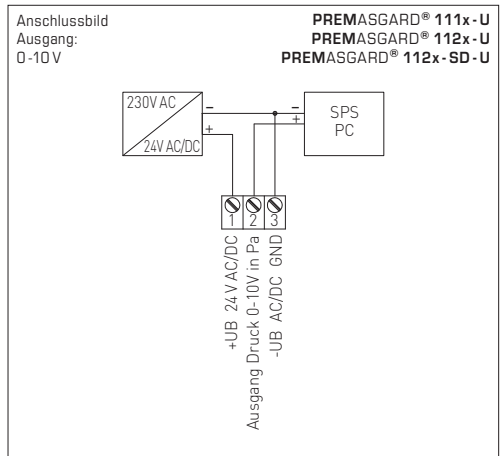 Anschlussbild
Ausgang:
0-10 V
PREMASGARD® 111x-U
PREMASGARD® 112x-U
PREMASGARD® 112x-SD-U
230V AC
24V AC/DC
–
+
–
+
SPS
PC
1 2 3
+UB 24 V AC/DC
Ausgang Druck 0-10V in Pa
-UB AC/DC GND